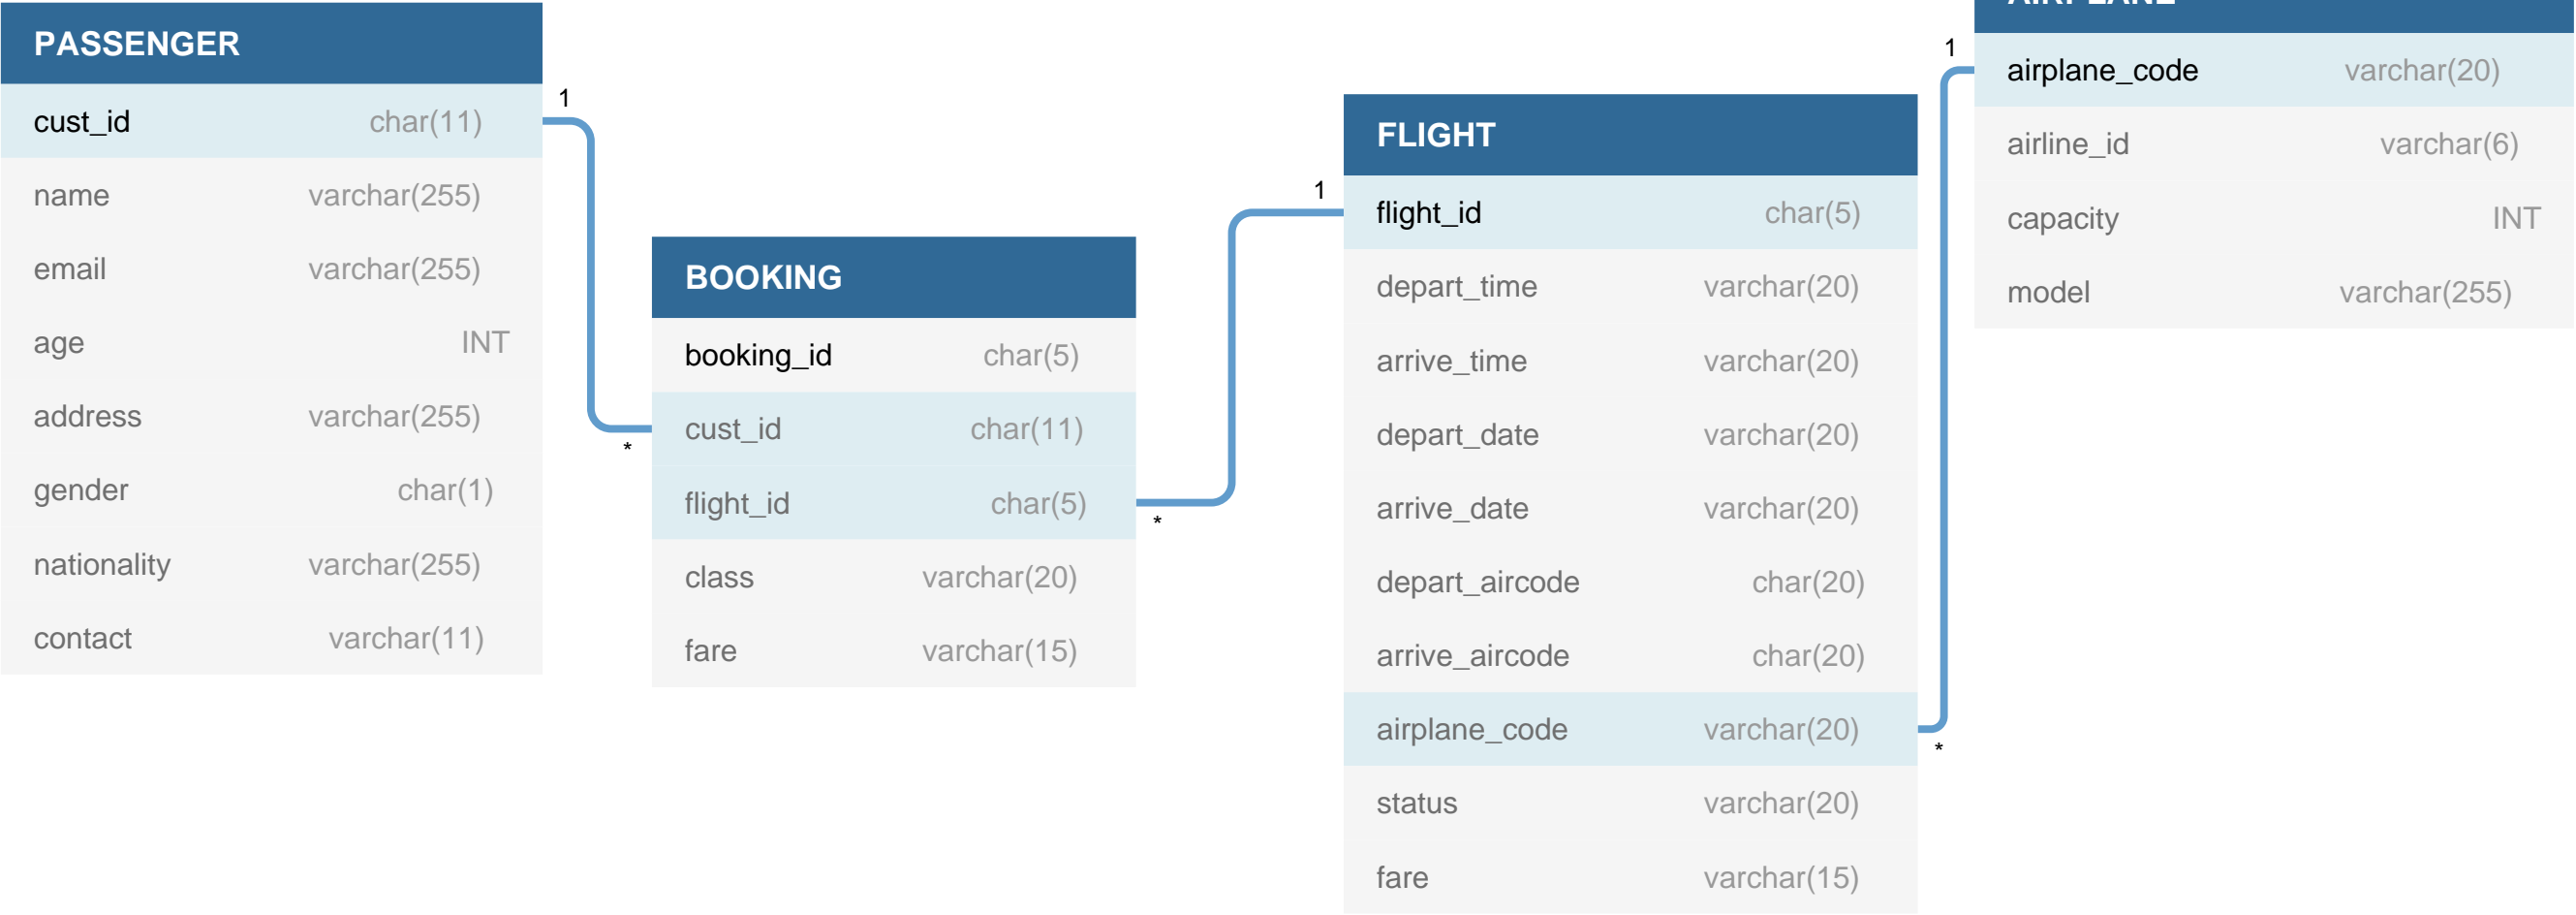 PASSENGER
cust_id char(11)
name varchar(255)
email varchar(255)
age INT
address varchar(255)
gender char(1)
nationality varchar(255)
contact varchar(11)
1
*
BOOKING
booking_id char(5)
cust_id char(11)
flight_id char(5)
class varchar(20)
fare varchar(15)
1
*
FLIGHT
flight_id char(5)
depart_time varchar(20)
arrive_time varchar(20)
depart_date varchar(20)
arrive_date varchar(20)
depart_aircode char(20)
arrive_aircode char(20)
airplane_code varchar(20)
status varchar(20)
fare varchar(15)
1
*
AIRPLANE
airplane_code varchar(20)
airline_id varchar(6)
capacity INT
model varchar(255)